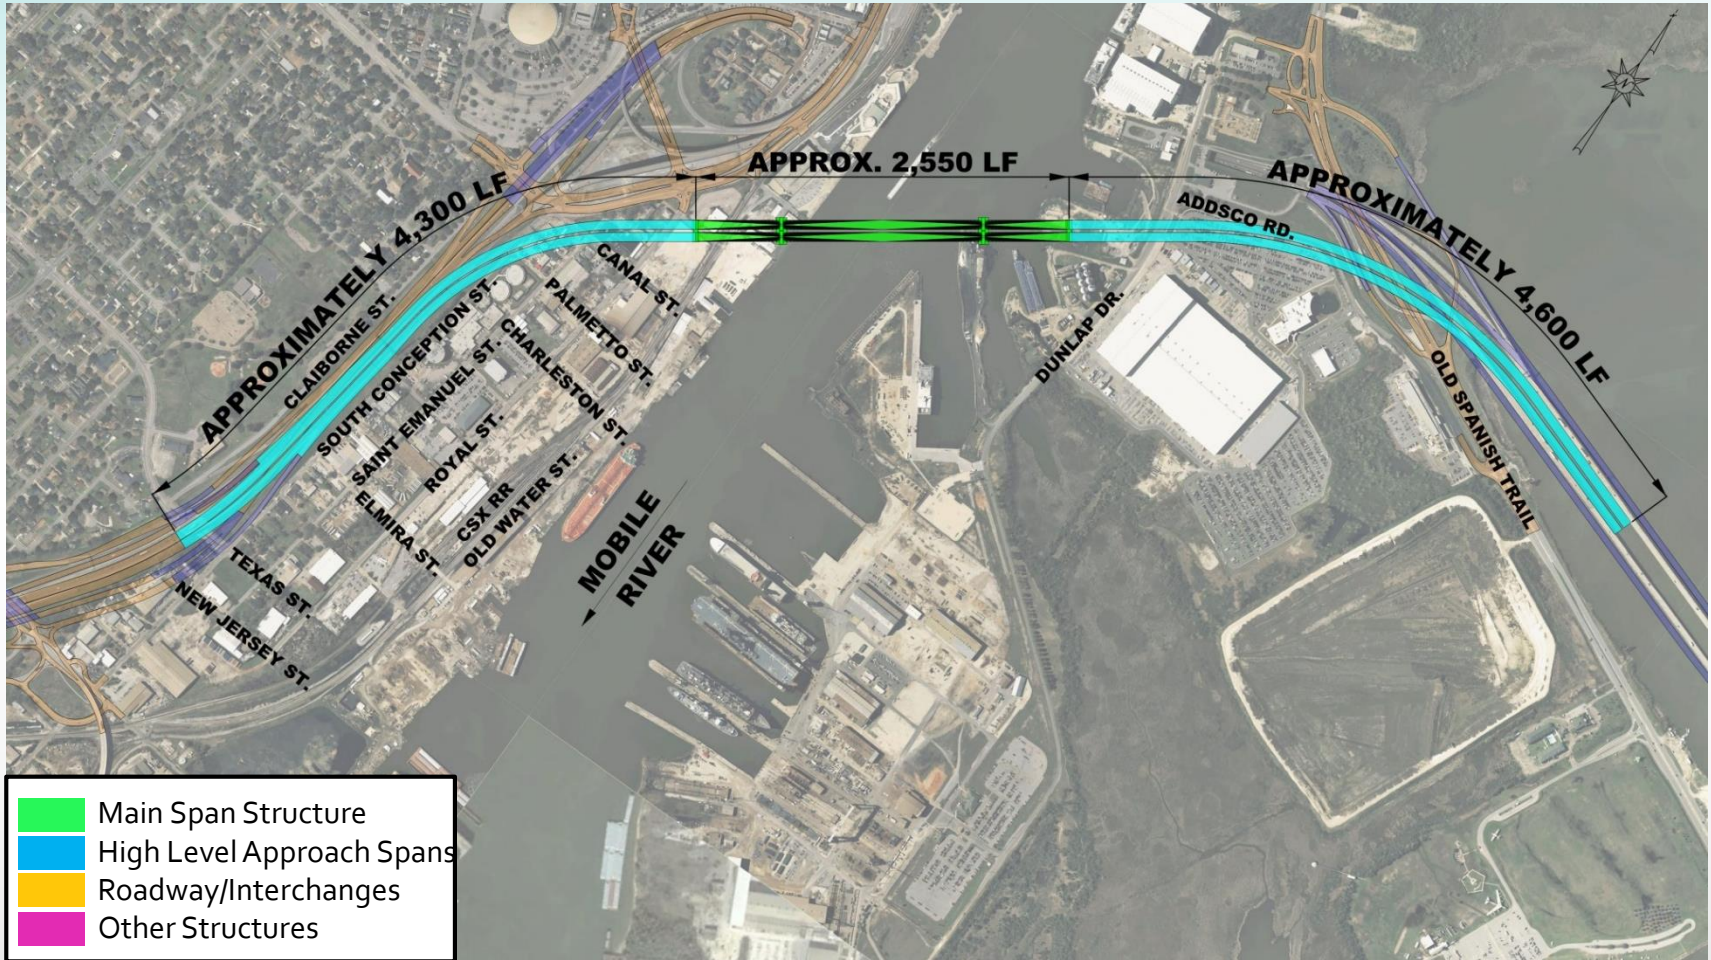 APPROX. 2,550 LF
APPROXIMATELY 4,300 LF
APPROXIMATELY 4,600 LF
ADDSCO RD.
CANAL ST.
PALMETTO ST.
CHARLESTON ST.
CLAIBORNE ST.
SOUTH CONCEPTION ST.
SAINT EMANUEL ST.
ROYAL ST.
ELMIRA ST.
CSX RR
OLD WATER ST.
DUNLAP DR.
OLD SPANISH TRAIL
MOBILE
RIVER
TEXAS ST.
NEW JERSEY ST.
N
Main Span Structure
High Level Approach Spans
Roadway/Interchanges
Other Structures